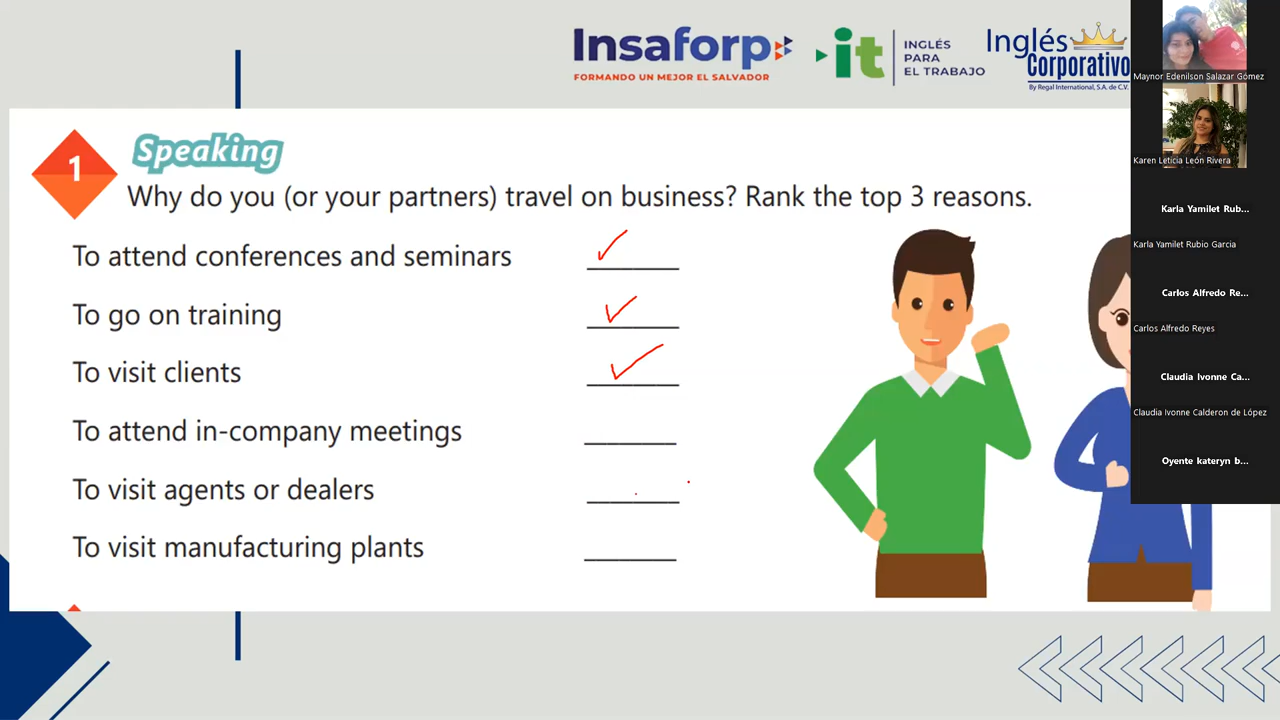 Insaforp
FORMANDO UN MEJOR EL SALVADOR
it
INGLÉS
PARA
EL TRABAJO
Inglés
Corporativo
By Regal International, S.A. de C.V.
1
Speaking
Why do you (or your partners) travel on business? Rank the top 3 reasons.
To attend conferences and seminars
To go on training
To visit clients
To attend in-company meetings
To visit agents or dealers
To visit manufacturing plants
Maynor Edenilson Salazar Gómez
Karen Leticia León Rivera
Karla Yamilet Rub...
Karla Yamilet Rubio Garcia
Carlos Alfredo Re...
Carlos Alfredo Reyes
Claudia Ivonne Ca...
Claudia Ivonne Calderon de López
Oyente kateryn b...